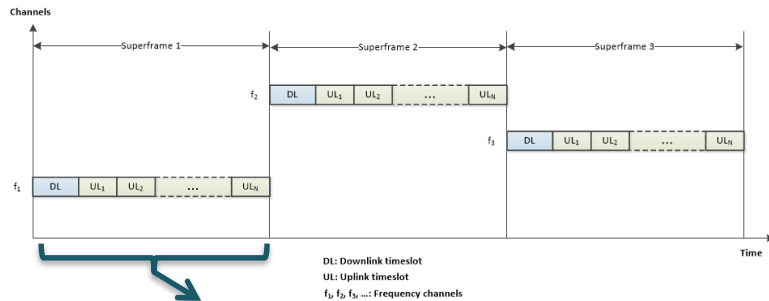 Channels
Superframe 1 Superframe 2 Superframe 3
f₂ DL UL₁ UL₂ ... ULN
f₃ DL UL₁ UL₂ ... ULN
f₁ DL UL₁ UL₂ ... ULN
Time
DL: Downlink timeslot
UL: Uplink timeslot
f₁, f₂, f₃, ...: Frequency channels